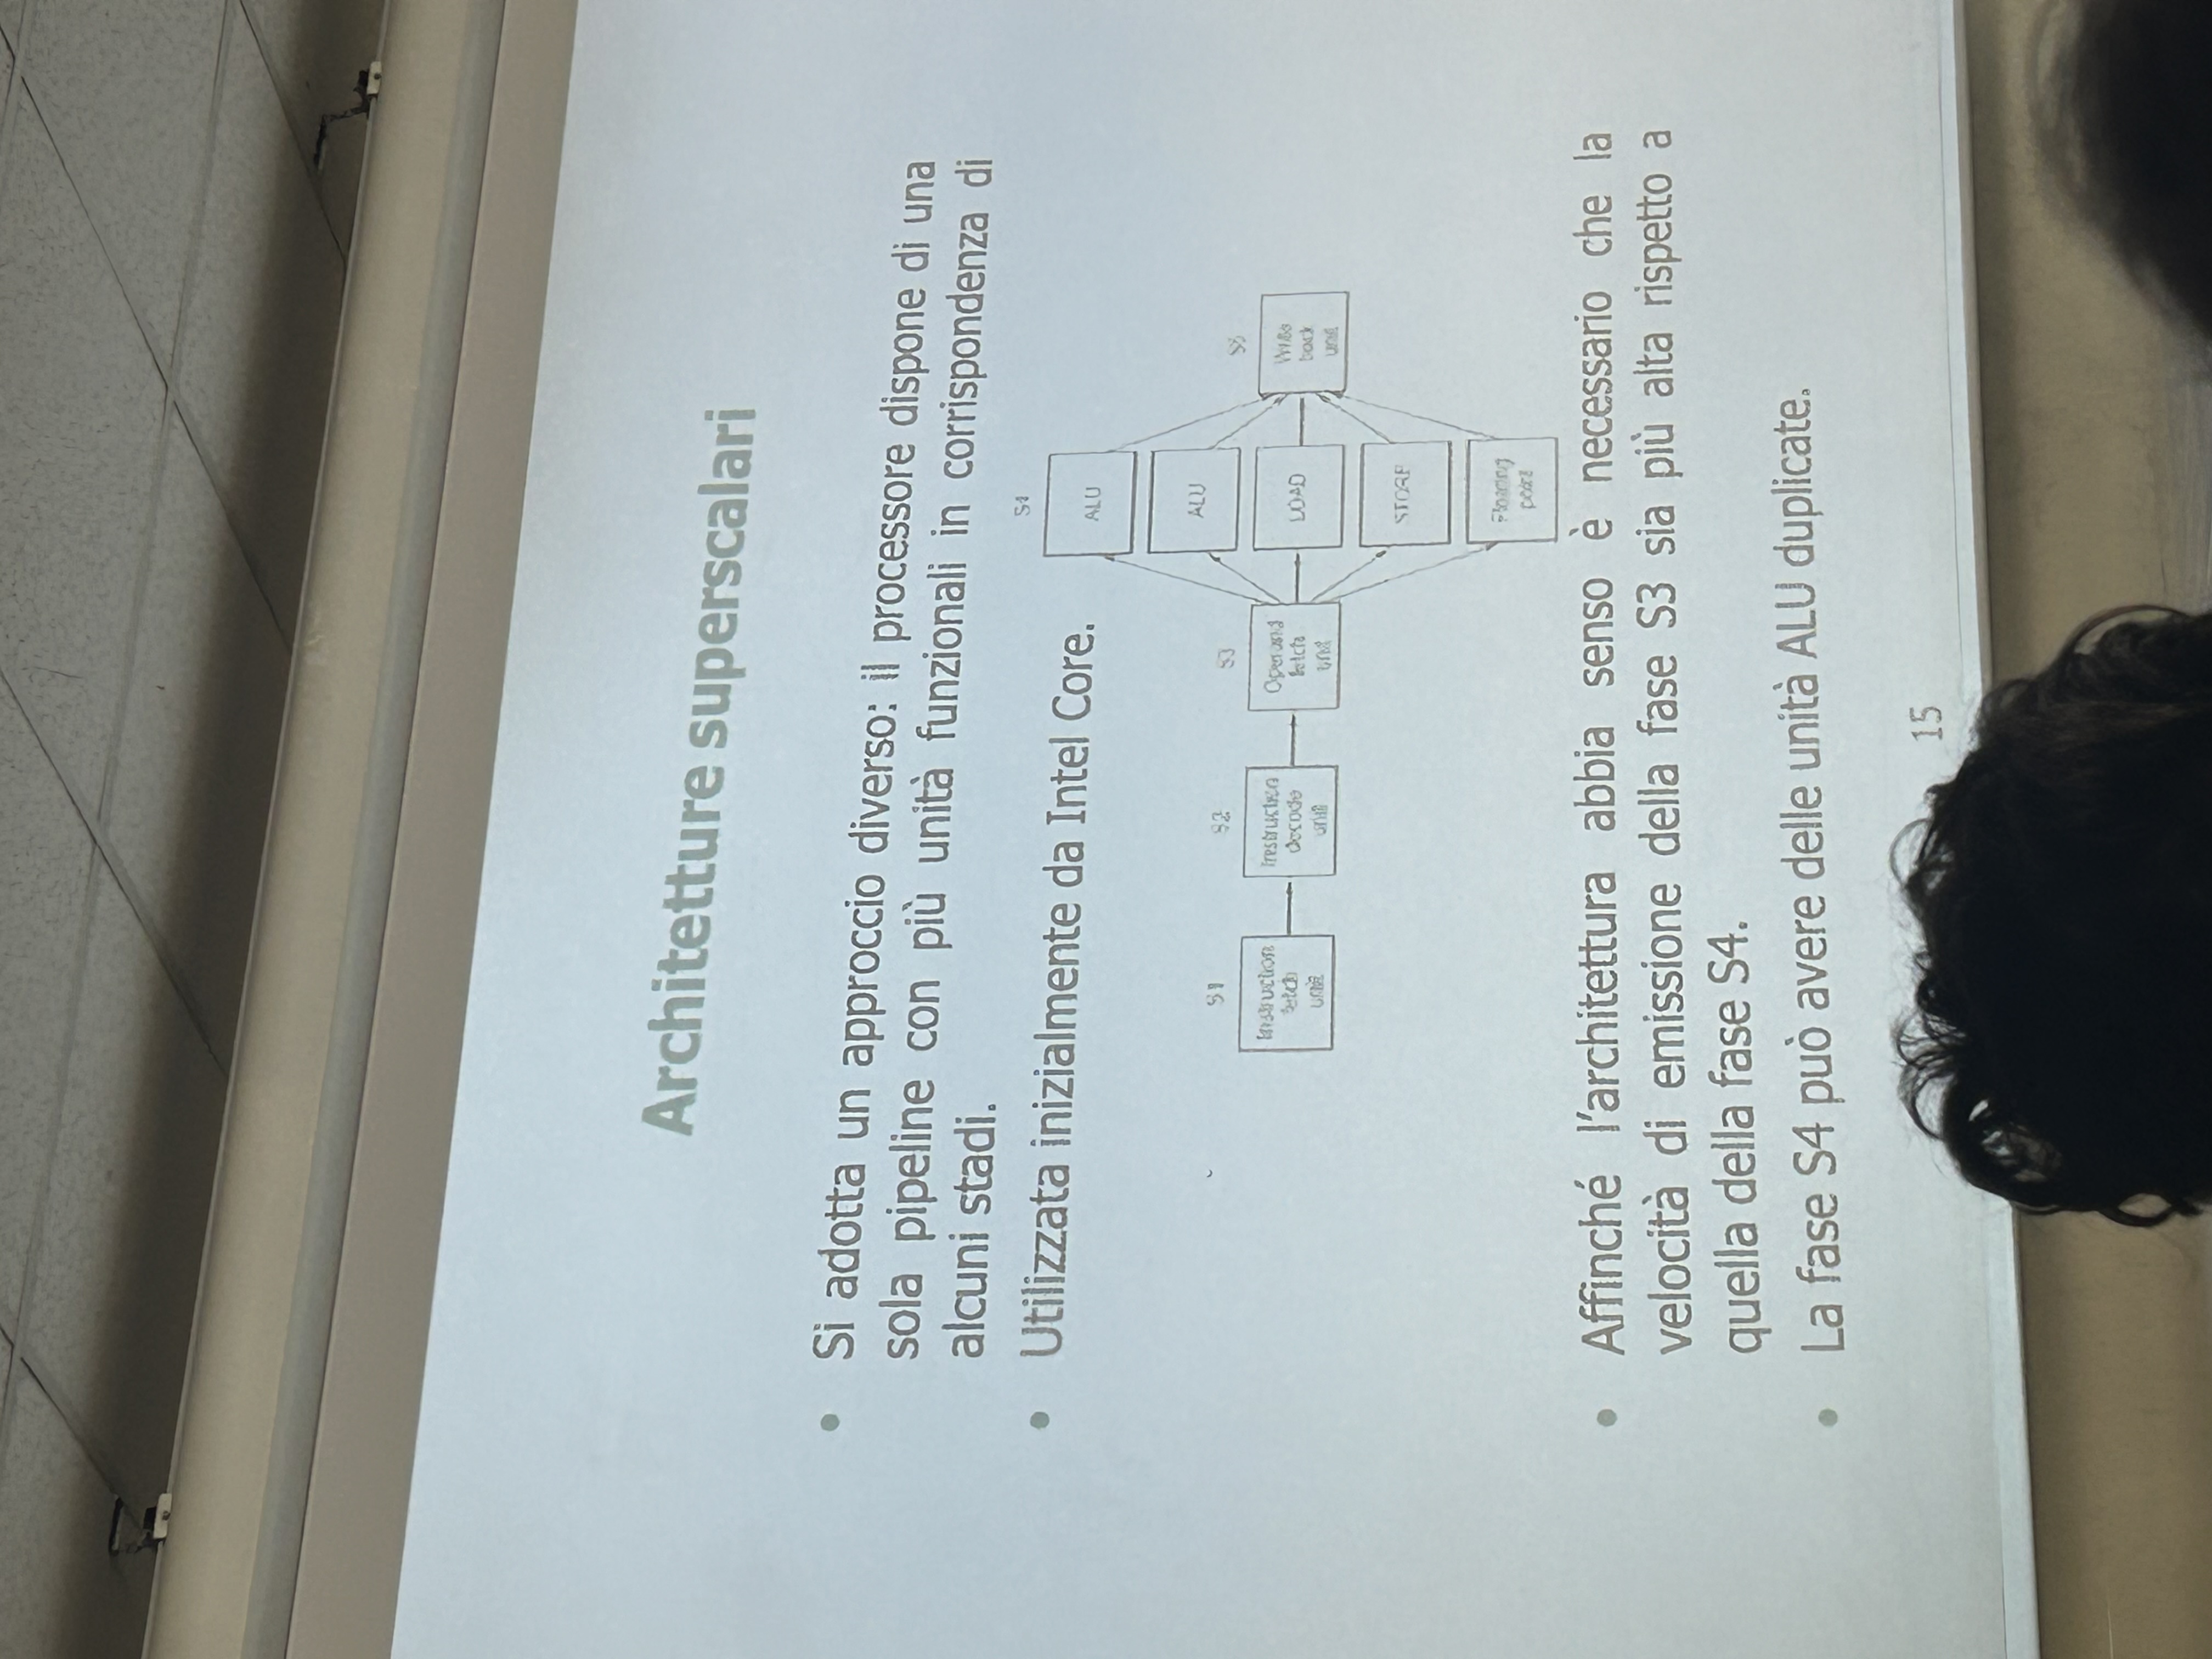 Architetture superscalari
• Si adotta un approccio diverso: il processore dispone di una
sola pipeline con più unità funzionali in corrispondenza di
alcuni stadi.
• Utilizzata inizialmente da Intel Core.
S4
ALU
ALU
S1
S2
S3
S5
Instruction
fetch
unit
Instruction
decode
unit
Operand
fetch
unit
LOAD
Write
back
unit
STORE
Floating
point
• Affinché l'architettura abbia senso è necessario che la
velocità di emissione della fase S3 sia più alta rispetto a
quella della fase S4.
• La fase S4 può avere delle unità ALU duplicate.
15